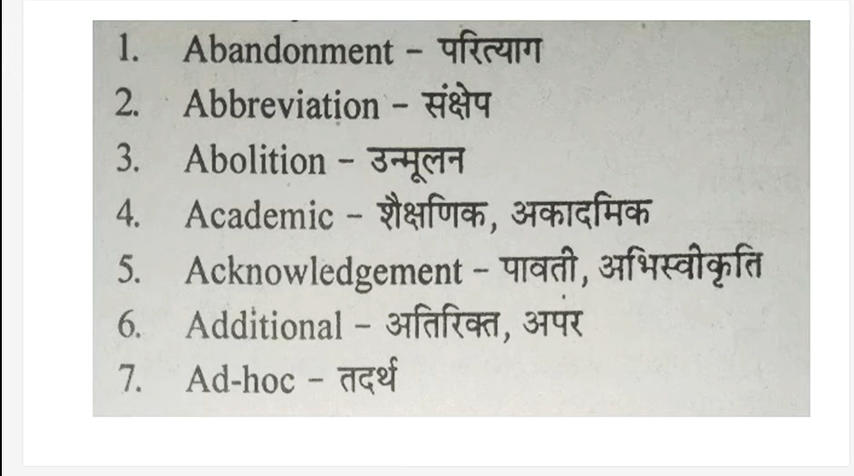 1. Abandonment – परित्याग
2. Abbreviation – संक्षेप
3. Abolition – उन्मूलन
4. Academic – शैक्षणिक, अकादमिक
5. Acknowledgement – पावती, अभिस्वीकृति
6. Additional – अतिरिक्त, अपर
7. Ad-hoc – तदर्थ